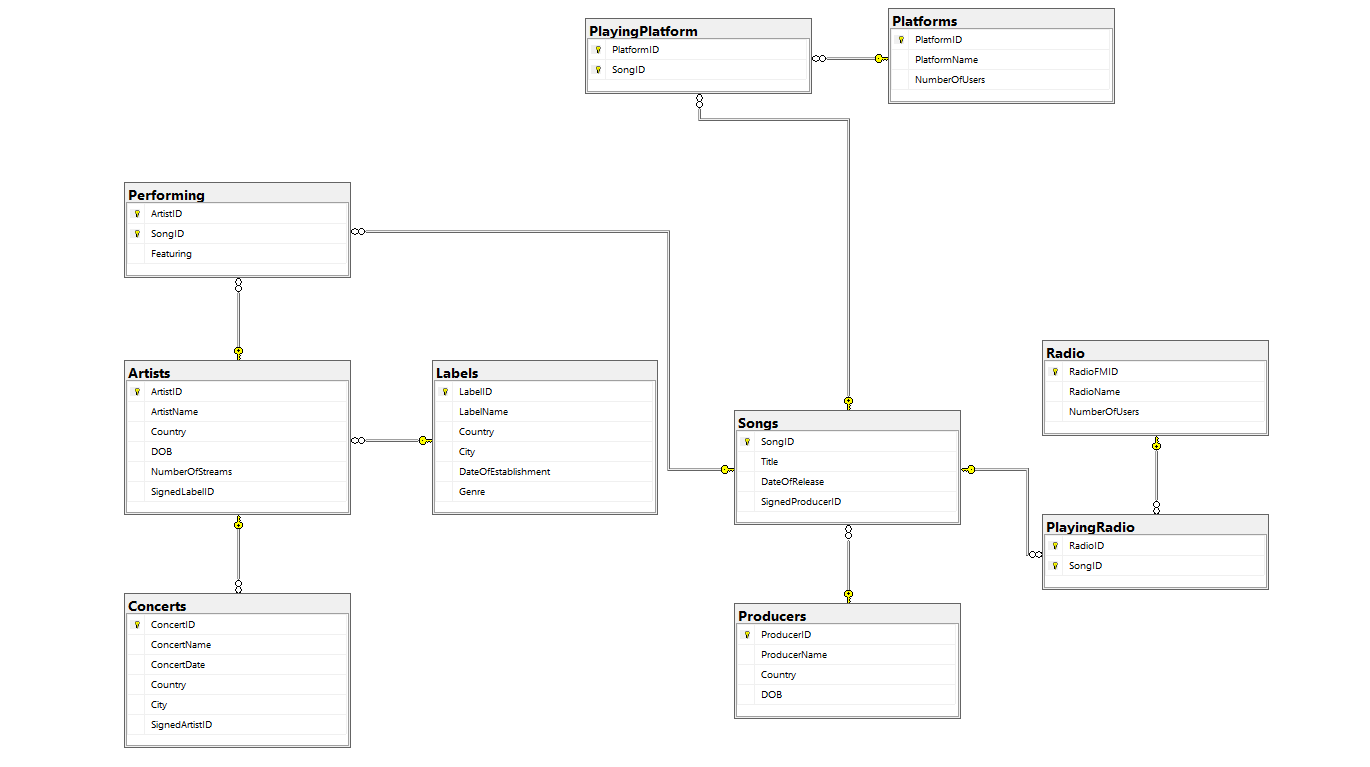 PlayingPlatform
PlatformID
SongID
Platforms
PlatformID
PlatformName
NumberOfUsers
Performing
ArtistID
SongID
Featuring
Artists
ArtistID
ArtistName
Country
DOB
NumberOfStreams
SignedLabelID
Labels
LabelID
LabelName
Country
City
DateOfEstablishment
Genre
Songs
SongID
Title
DateOfRelease
SignedProducerID
Radio
RadioFMID
RadioName
NumberOfUsers
PlayingRadio
RadioID
SongID
Concerts
ConcertID
ConcertName
ConcertDate
Country
City
SignedArtistID
Producers
ProducerID
ProducerName
Country
DOB